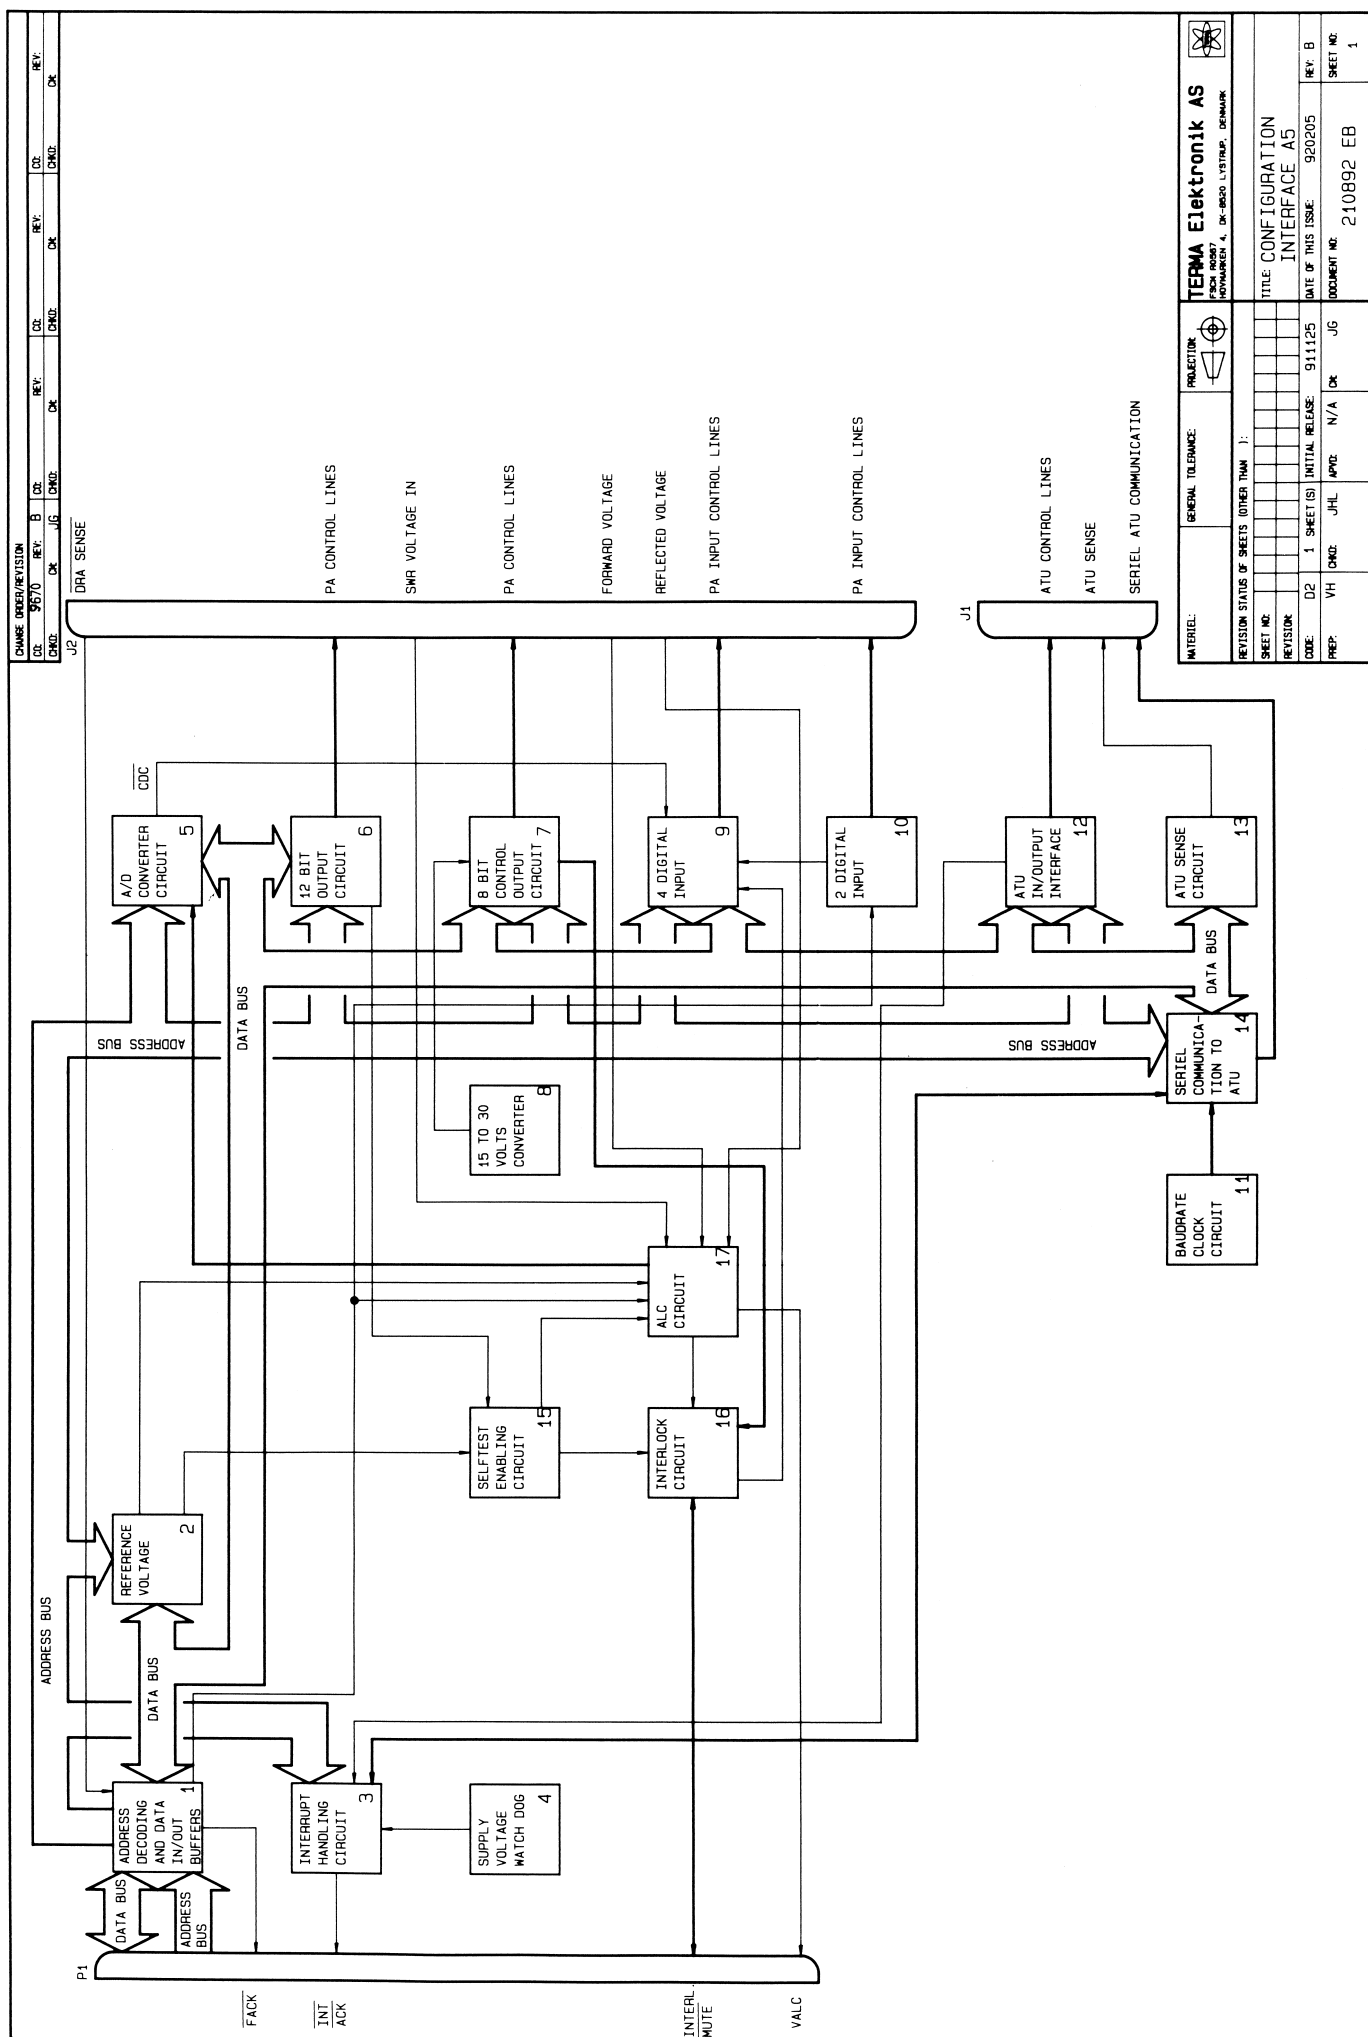 CHANGE ORDER/REVISION
CO: 9670 REV: B CO: REV: CO: REV: CO: REV:
CHKD: CM: JG CHKD: CM: CHKD: CM: CHKD: CM:
J2
DRA SENSE
PA CONTROL LINES
SWR VOLTAGE IN
PA CONTROL LINES
FORWARD VOLTAGE
REFLECTED VOLTAGE
PA INPUT CONTROL LINES
PA INPUT CONTROL LINES
J1
ATU CONTROL LINES
ATU SENSE
SERIEL ATU COMMUNICATION
CDC
A/D
CONVERTER
CIRCUIT
5
12 BIT
OUTPUT
CIRCUIT
6
8 BIT
CONTROL
OUTPUT
CIRCUIT
7
4 DIGITAL
INPUT
9
2 DIGITAL
INPUT
10
ATU
IN/OUTPUT
INTERFACE
12
ATU SENSE
CIRCUIT
13
DATA BUS
DATA BUS
ADDRESS BUS
ADDRESS BUS
15 TO 30
VOLTS
CONVERTER
8
SERIEL
COMMUNICA-
TION TO
ATU
14
BAUDRATE
CLOCK
CIRCUIT
11
ALC
CIRCUIT
17
SELFTEST
ENABLING
CIRCUIT
15
INTERLOCK
CIRCUIT
16
REFERENCE
VOLTAGE
2
ADDRESS BUS
DATA BUS
ADDRESS
DECODING
AND DATA
IN/OUT
BUFFERS
1
INTERRUPT
HANDLING
CIRCUIT
3
SUPPLY
VOLTAGE
WATCH DOG
4
DATA BUS
ADDRESS
BUS
P1
FACK
INT
ACK
INTERL.
MUTE
VALC
MATERIEL:
GENERAL TOLERANCE:
PROJECTION:
TERMA Elektronik AS
FSCM R0567
HOVMARKEN 4, DK-8520 LYSTRUP, DENMARK
REVISION STATUS OF SHEETS (OTHER THAN ):
SHEET NO:
REVISION:
TITLE: CONFIGURATION
INTERFACE A5
CODE: D2 1 SHEET(S) INITIAL RELEASE: 911125 DATE OF THIS ISSUE: 920205 REV: B
PREP: VH CHKD: JHL APVD: N/A CM: JG DOCUMENT NO: 210892 EB SHEET NO: 1